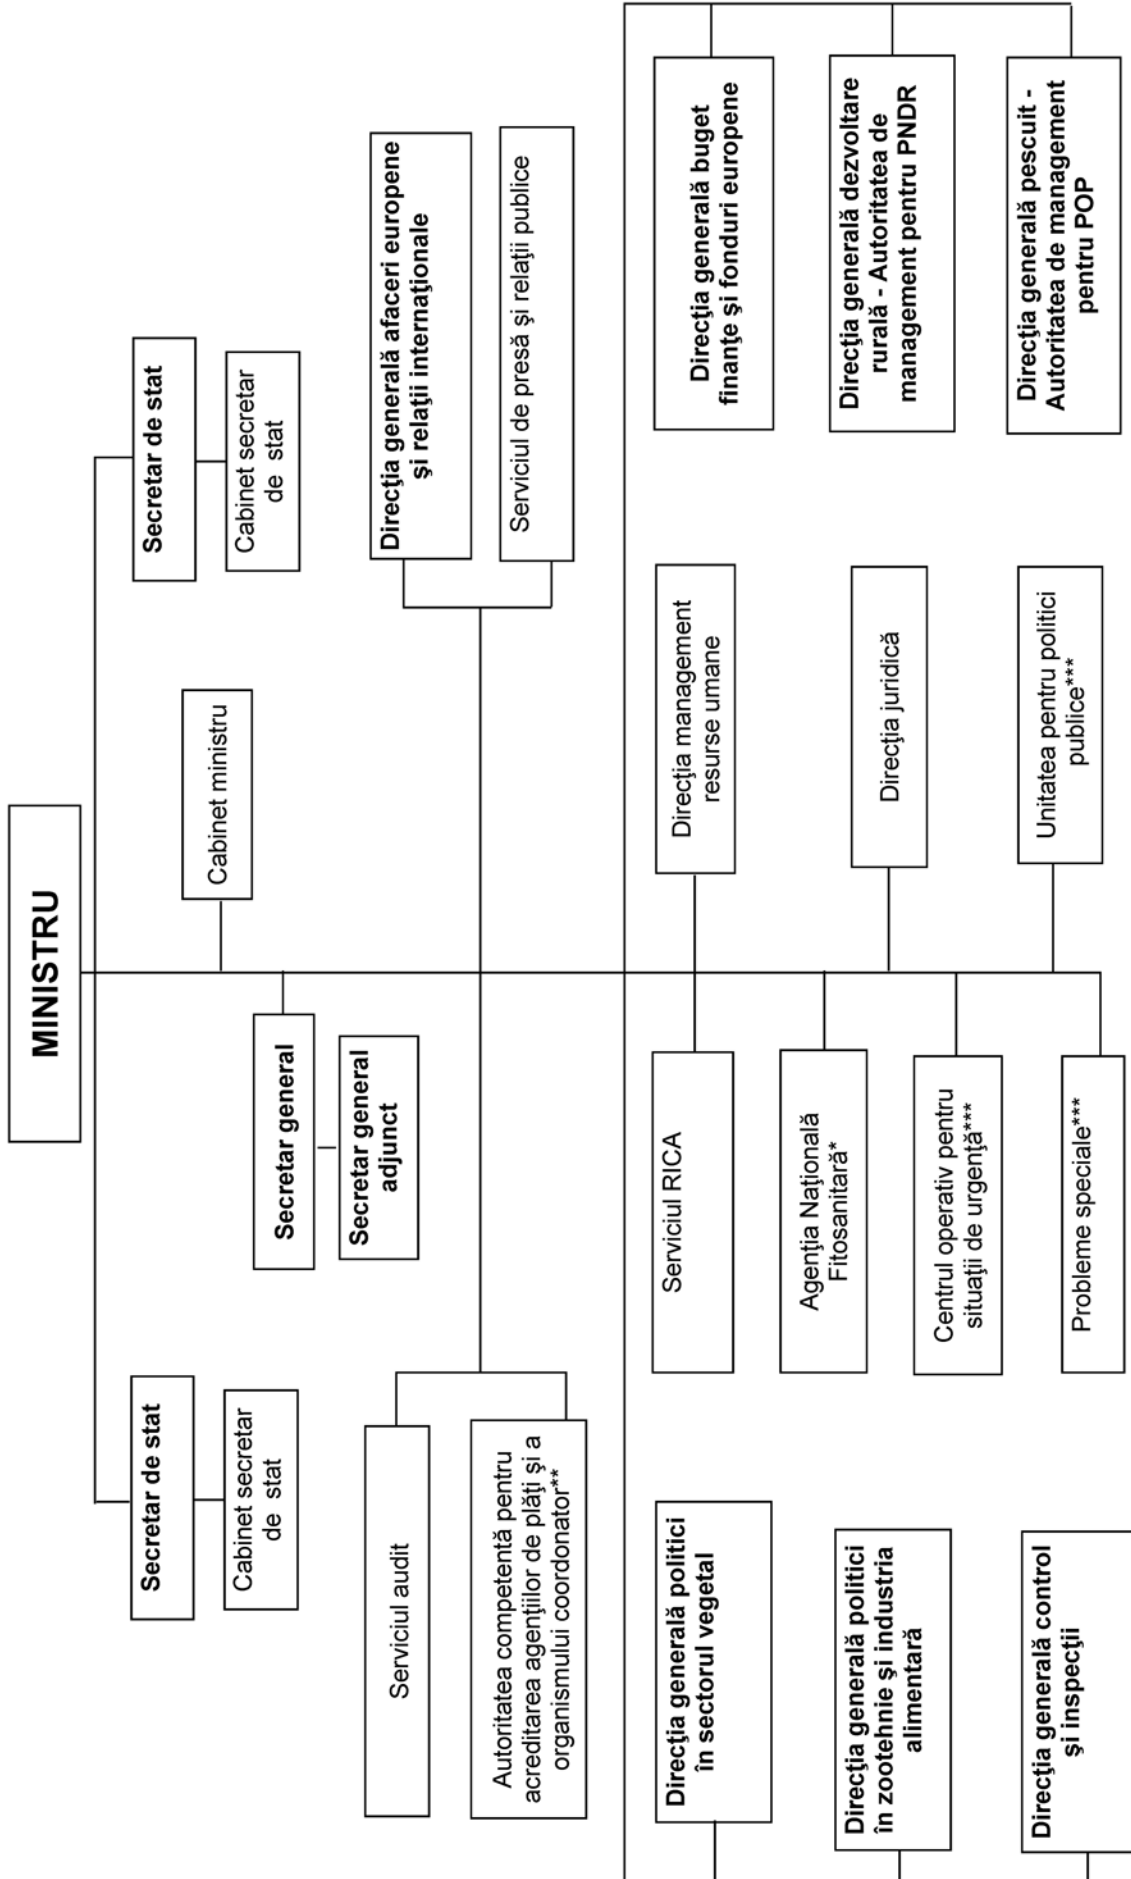 MINISTRU
Secretar de stat
Cabinet secretar
de stat
Cabinet ministru
Secretar general
Secretar general
adjunct
Secretar de stat
Cabinet secretar
de stat
Serviciul audit
Autoritatea competentă pentru
acreditarea agenţiilor de plăţi şi a
organismului coordonator**
Direcţia generală afaceri europene
şi relaţii internaţionale
Serviciul de presă şi relaţii publice
Direcţia generală politici
în sectorul vegetal
Direcţia generală politici
în zootehnie şi industria
alimentară
Direcţia generală control
şi inspecţii
Serviciul RICA
Agenţia Naţională
Fitosanitară*
Centrul operativ pentru
situaţii de urgenţă***
Probleme speciale***
Direcţia management
resurse umane
Direcţia juridică
Unitatea pentru politici
publice***
Direcţia generală buget
finanţe şi fonduri europene
Direcţia generală dezvoltare
rurală - Autoritatea de
management pentru PNDR
Direcţia generală pescuit -
Autoritatea de management
pentru POP